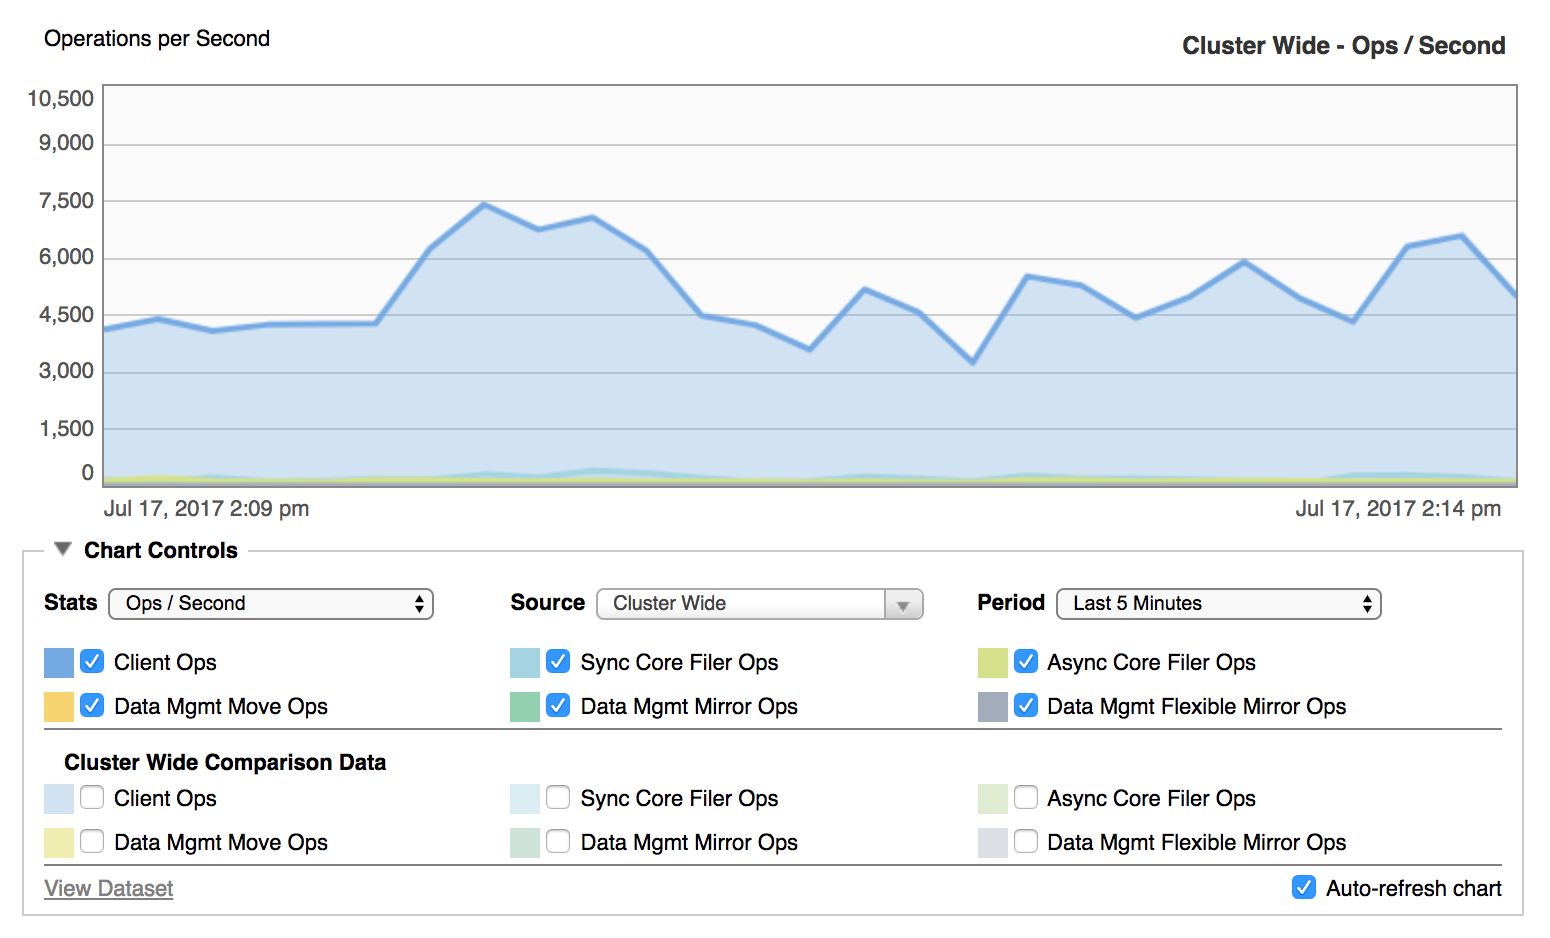 Operations per Second
Cluster Wide - Ops / Second
10,500
9,000
7,500
6,000
4,500
3,000
1,500
0
Jul 17, 2017 2:09 pm
Jul 17, 2017 2:14 pm
Chart Controls
Stats Ops / Second Source Cluster Wide Period Last 5 Minutes
Client Ops Sync Core Filer Ops Async Core Filer Ops
Data Mgmt Move Ops Data Mgmt Mirror Ops Data Mgmt Flexible Mirror Ops
Cluster Wide Comparison Data
Client Ops Sync Core Filer Ops Async Core Filer Ops
Data Mgmt Move Ops Data Mgmt Mirror Ops Data Mgmt Flexible Mirror Ops
View Dataset Auto-refresh chart